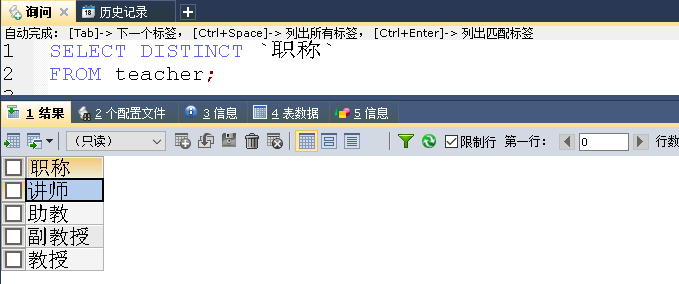 询问 历史记录
自动完成: [Tab]-> 下一个标签, [Ctrl+Space]-> 列出所有标签, [Ctrl+Enter]-> 列出匹配标签
1 SELECT DISTINCT `职称`
2 FROM teacher;
1 结果 2 个配置文件 3 信息 4 表数据 5 信息
（只读） 限制行 第一行: 0 行数
职称
讲师
助教
副教授
教授